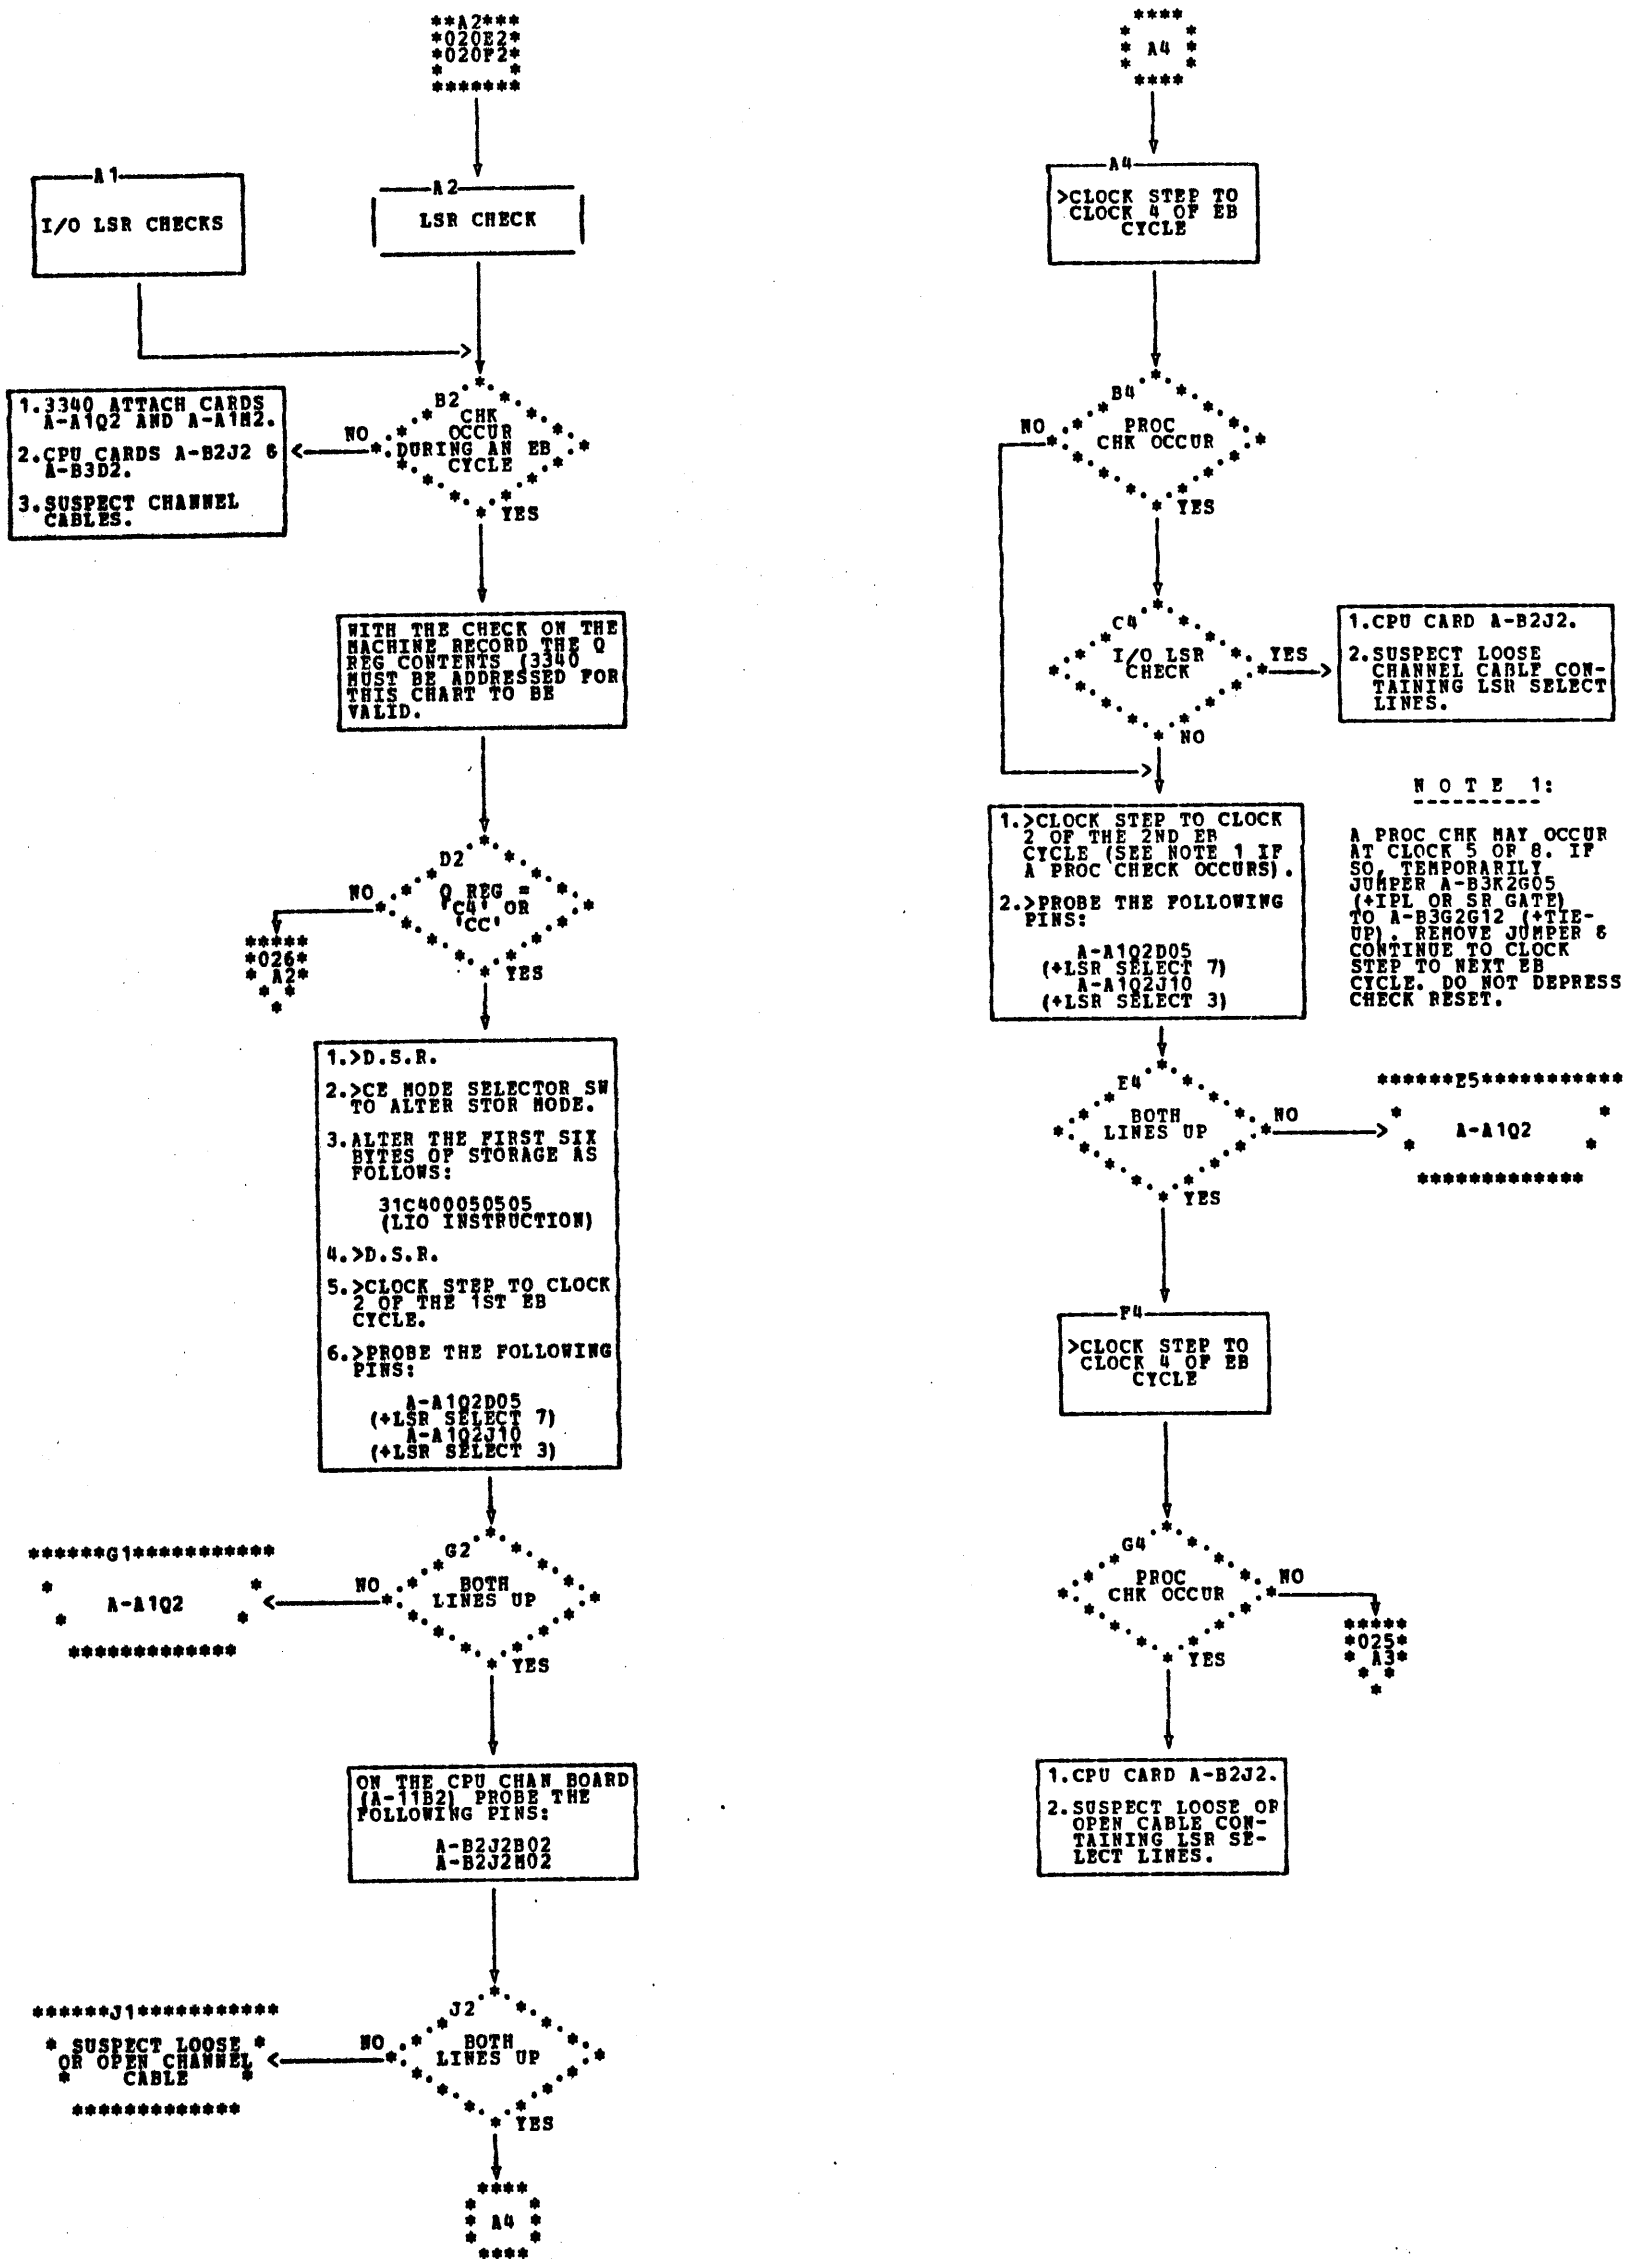 **A2***
*020E2*
*020F2*
A1
I/O LSR CHECKS
A2
LSR CHECK
B2
CHK
OCCUR
DURING AN EB
CYCLE
NO
YES
1.3340 ATTACH CARDS
A-A1Q2 AND A-A1M2.
2.CPU CARDS A-B2J2 &
A-B3D2.
3.SUSPECT CHANNEL
CABLES.
WITH THE CHECK ON THE
MACHINE RECORD THE Q
REG CONTENTS (3340
MUST BE ADDRESSED FOR
THIS CHART TO BE
VALID.
D2
Q REG =
'C4' OR
'CC'
NO
YES
*026*
* A2*
1.>D.S.R.
2.>CE MODE SELECTOR SW
TO ALTER STOR MODE.
3.ALTER THE FIRST SIX
BYTES OF STORAGE AS
FOLLOWS:
31C400050505
(LIO INSTRUCTION)
4.>D.S.R.
5.>CLOCK STEP TO CLOCK
2 OF THE 1ST EB
CYCLE.
6.>PROBE THE FOLLOWING
PINS:
A-A1Q2D05
(+LSR SELECT 7)
A-A1Q2J10
(+LSR SELECT 3)
G2
BOTH
LINES UP
NO
YES
******G1***********
A-A1Q2
ON THE CPU CHAN BOARD
(A-11B2) PROBE THE
FOLLOWING PINS:
A-B2J2B02
A-B2J2M02
J2
BOTH
LINES UP
NO
YES
******J1***********
* SUSPECT LOOSE *
OR OPEN CHANNEL
* CABLE *
A4
A4
A4
>CLOCK STEP TO
CLOCK 4 OF EB
CYCLE
B4
PROC
CHK OCCUR
NO
YES
C4
I/O LSR
CHECK
YES
NO
1.CPU CARD A-B2J2.
2.SUSPECT LOOSE
CHANNEL CABLE CON-
TAINING LSR SELECT
LINES.
1.>CLOCK STEP TO CLOCK
2 OF THE 2ND EB
CYCLE (SEE NOTE 1 IF
A PROC CHECK OCCURS).
2.>PROBE THE FOLLOWING
PINS:
A-A1Q2D05
(+LSR SELECT 7)
A-A1Q2J10
(+LSR SELECT 3)
N O T E 1:
A PROC CHK MAY OCCUR
AT CLOCK 5 OR 8. IF
SO, TEMPORARILY
JUMPER A-B3K2G05
(+IPL OR SR GATE)
TO A-B3G2G12 (+TIE-
UP). REMOVE JUMPER &
CONTINUE TO CLOCK
STEP TO NEXT EB
CYCLE. DO NOT DEPRESS
CHECK RESET.
E4
BOTH
LINES UP
NO
YES
******E5***********
A-A1Q2
F4
>CLOCK STEP TO
CLOCK 4 OF EB
CYCLE
G4
PROC
CHK OCCUR
NO
YES
*025*
* A3*
1.CPU CARD A-B2J2.
2.SUSPECT LOOSE OR
OPEN CABLE CON-
TAINING LSR SE-
LECT LINES.